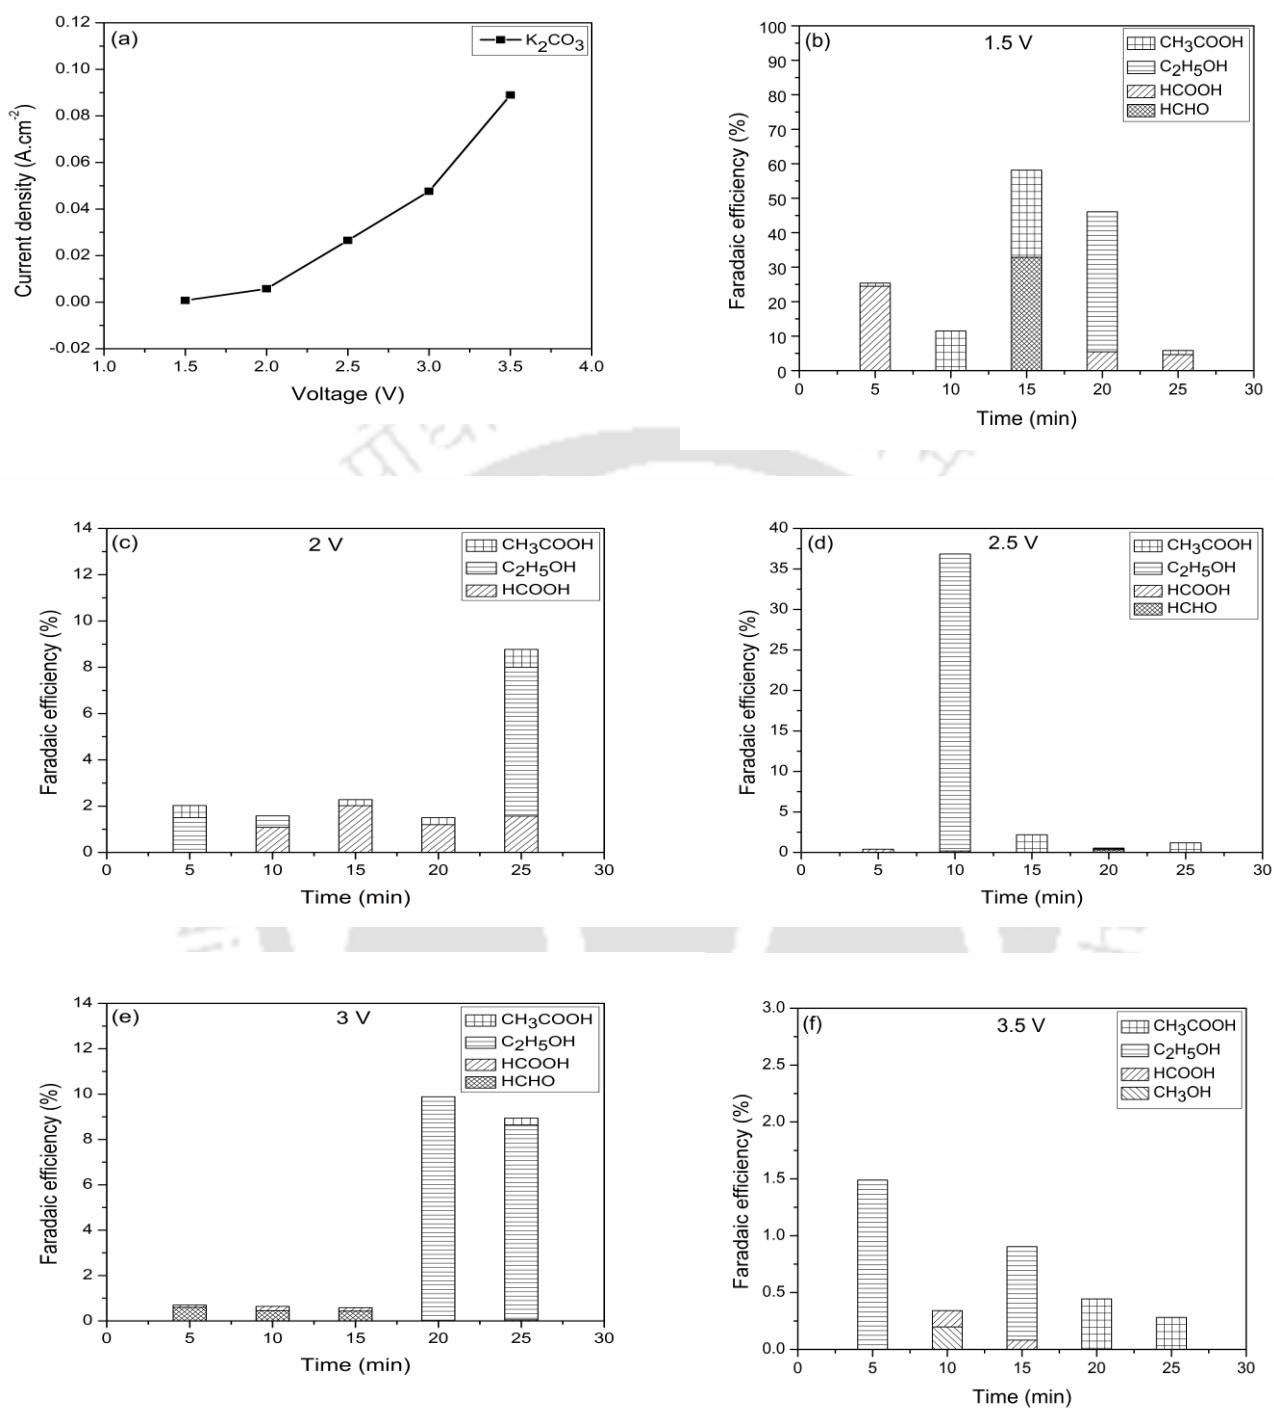 (a)
K2CO3
0.12
0.10
0.08
0.06
0.04
0.02
0.00
-0.02
1.0 1.5 2.0 2.5 3.0 3.5 4.0
Current density (A.cm-2)
Voltage (V)
(b)
1.5 V
CH3COOH
C2H5OH
HCOOH
HCHO
100
90
80
70
60
50
40
30
20
10
0
0 5 10 15 20 25 30
Faradaic efficiency (%)
Time (min)
(c)
2 V
CH3COOH
C2H5OH
HCOOH
14
12
10
8
6
4
2
0
0 5 10 15 20 25 30
Faradaic efficiency (%)
Time (min)
(d)
2.5 V
CH3COOH
C2H5OH
HCOOH
HCHO
40
35
30
25
20
15
10
5
0
0 5 10 15 20 25 30
Faradaic efficiency (%)
Time (min)
(e)
3 V
CH3COOH
C2H5OH
HCOOH
HCHO
14
12
10
8
6
4
2
0
0 5 10 15 20 25 30
Faradaic efficiency (%)
Time (min)
(f)
3.5 V
CH3COOH
C2H5OH
HCOOH
CH3OH
3.0
2.5
2.0
1.5
1.0
0.5
0.0
0 5 10 15 20 25 30
Faradaic efficiency (%)
Time (min)